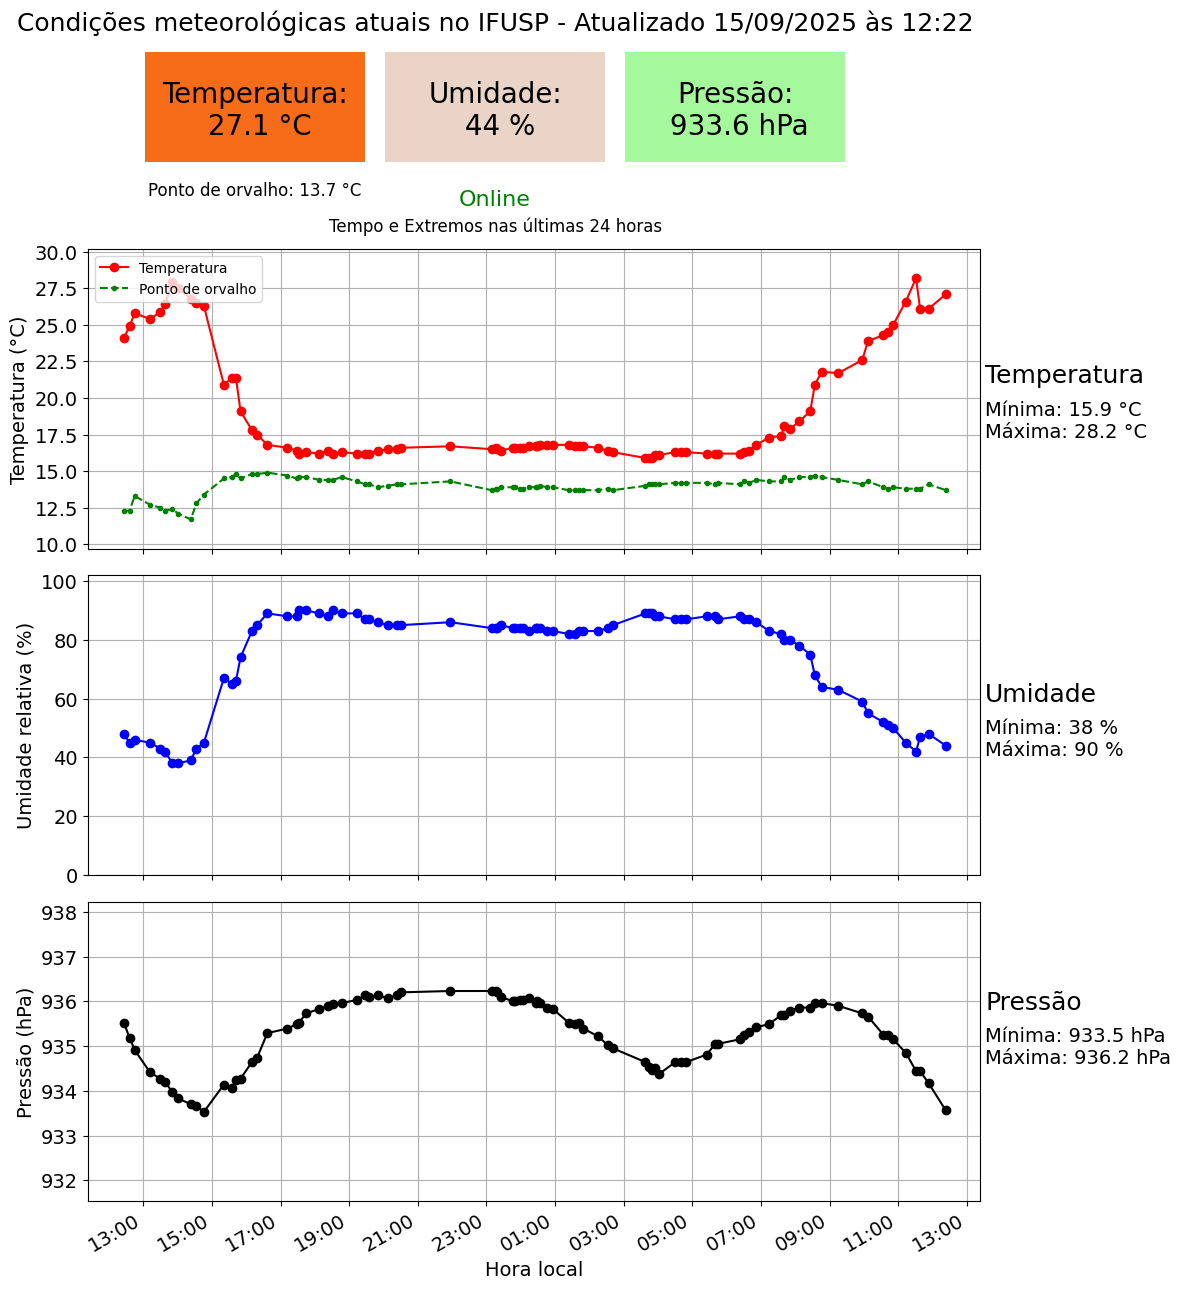 Condições meteorológicas atuais no IFUSP - Atualizado 15/09/2025 às 12:22
Temperatura:
27.1 °C
Umidade:
44 %
Pressão:
933.6 hPa
Ponto de orvalho: 13.7 °C
Online
Tempo e Extremos nas últimas 24 horas
Temperatura (°C)
30.0
27.5
25.0
22.5
20.0
17.5
15.0
12.5
10.0
Temperatura
Ponto de orvalho
Temperatura
Mínima: 15.9 °C
Máxima: 28.2 °C
Umidade relativa (%)
100
80
60
40
20
0
Umidade
Mínima: 38 %
Máxima: 90 %
Pressão (hPa)
938
937
936
935
934
933
932
Pressão
Mínima: 933.5 hPa
Máxima: 936.2 hPa
13:00
15:00
17:00
19:00
21:00
23:00
01:00
03:00
05:00
07:00
09:00
11:00
13:00
Hora local